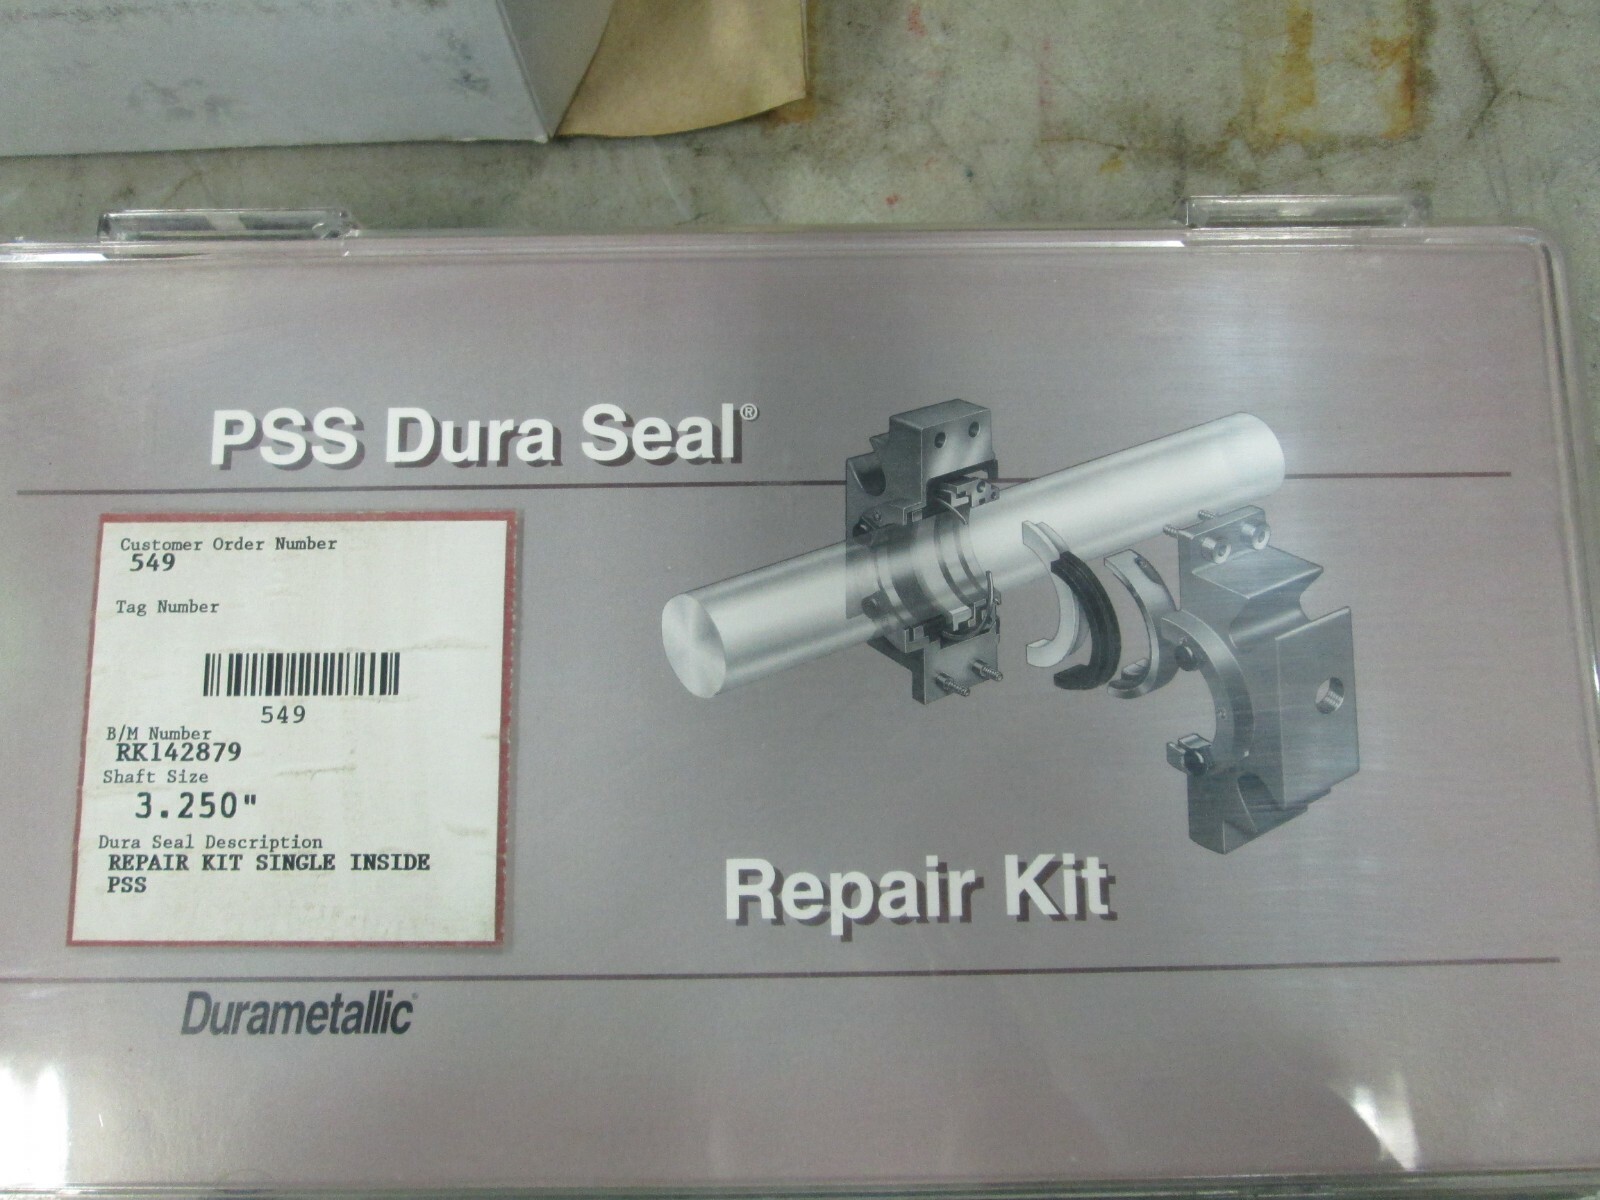 PSS Dura Seal®
Customer Order Number
549
Tag Number
549
B/M Number
RK142879
Shaft Size
3.250"
Dura Seal Description
REPAIR KIT SINGLE INSIDE
PSS
Repair Kit
Durametallic®